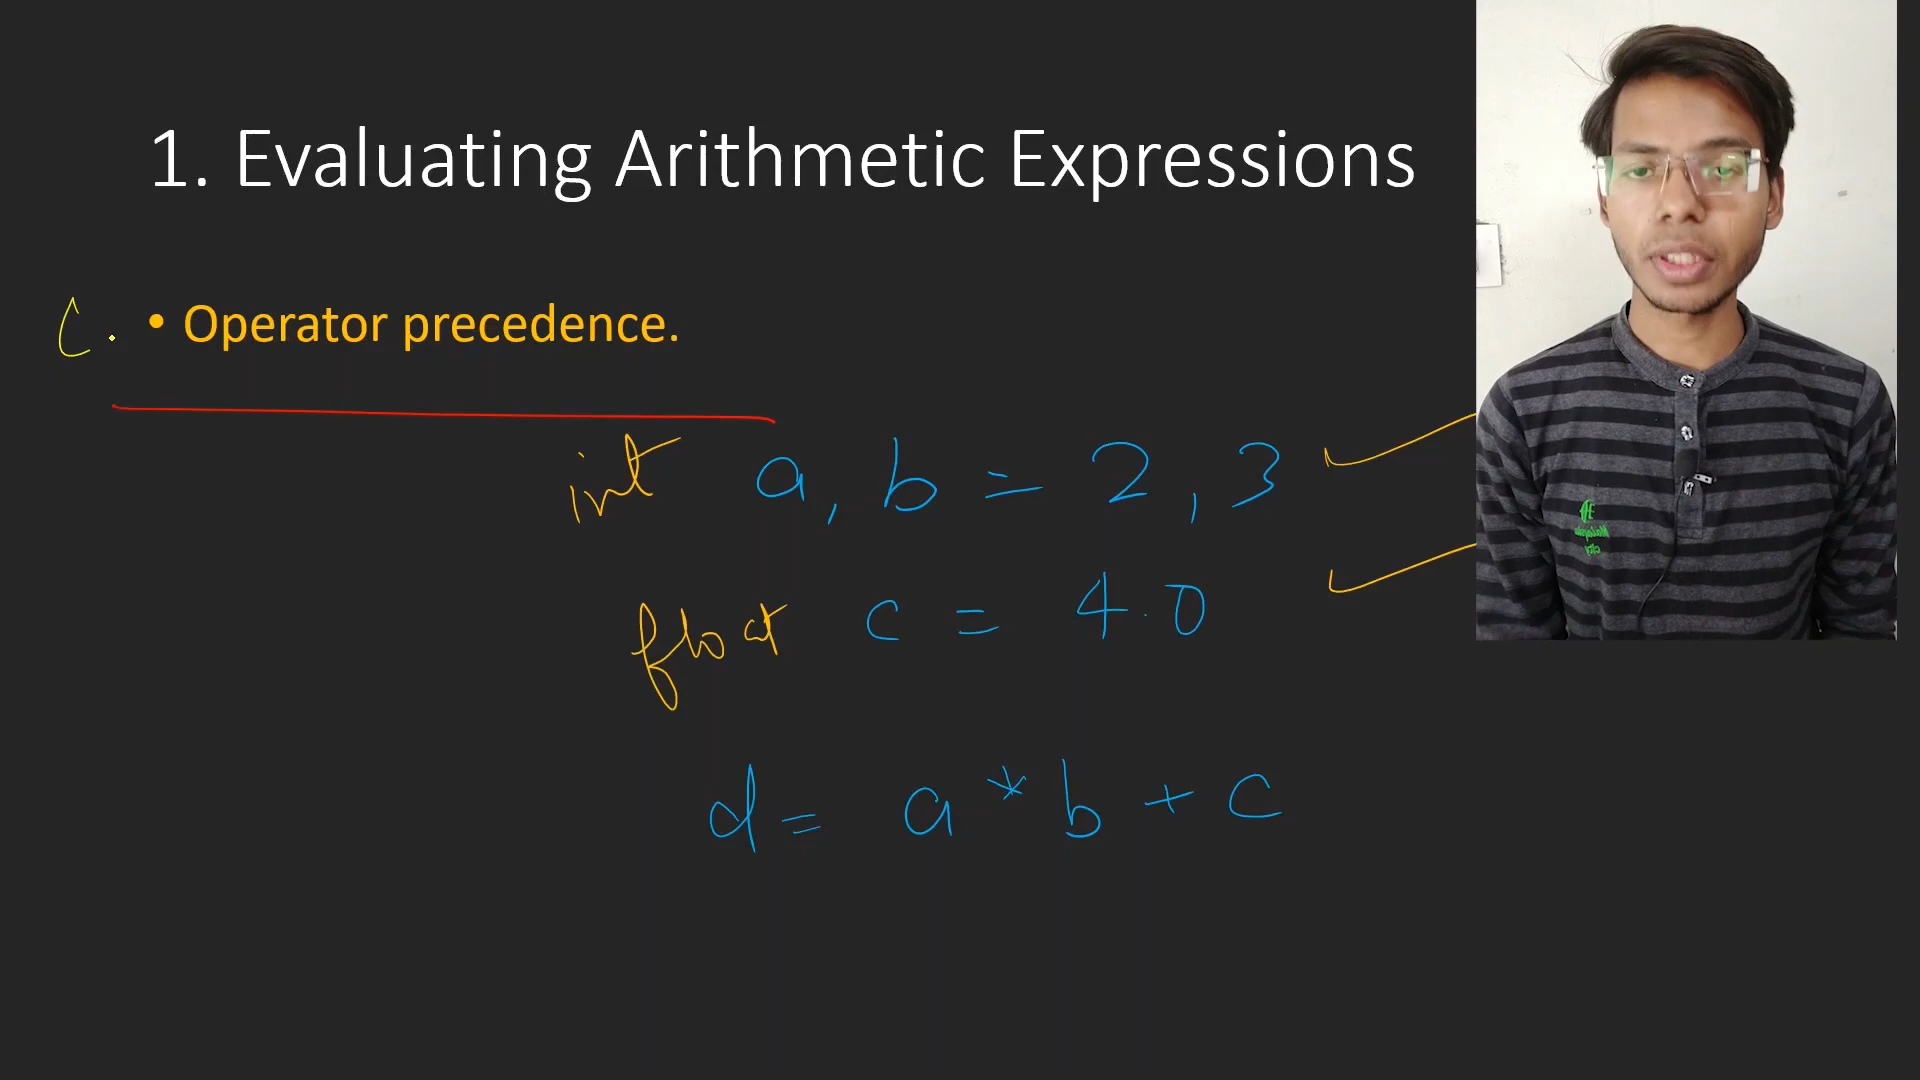 1. Evaluating Arithmetic Expressions
C. • Operator precedence.
int a, b = 2, 3
float c = 4.0
d = a * b + c